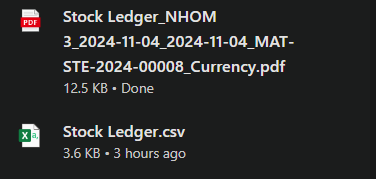 PDF
Stock Ledger_NHOM
3_2024-11-04_2024-11-04_MAT-
STE-2024-00008_Currency.pdf
12.5 KB • Done
X a,
Stock Ledger.csv
3.6 KB • 3 hours ago